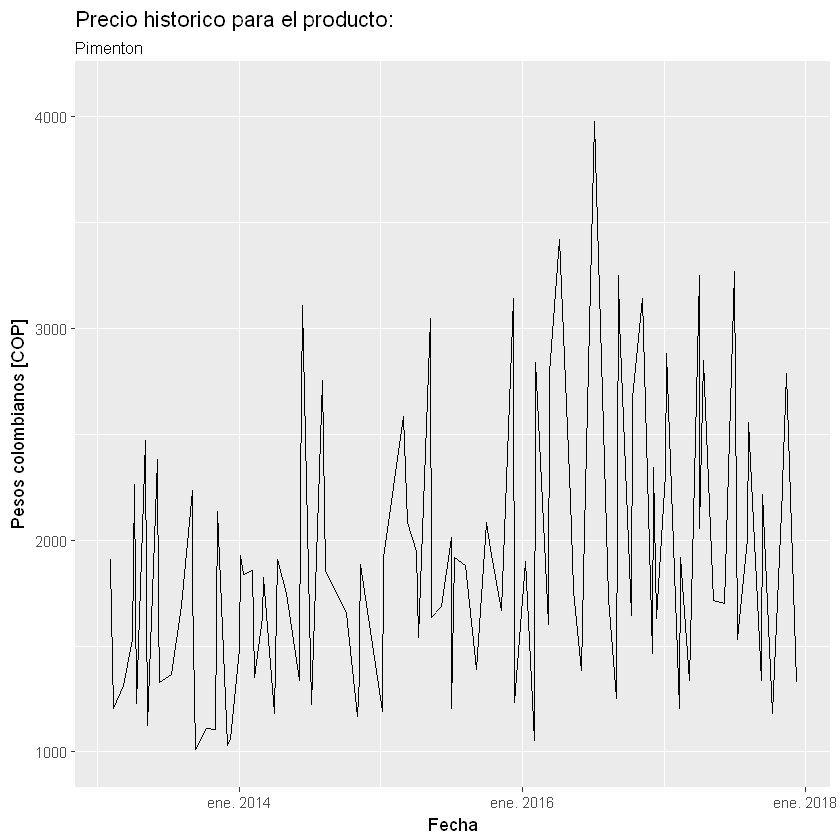 Precio historico para el producto:
Pimenton
4000
3000
2000
1000
Pesos colombianos [COP]
ene. 2014
ene. 2016
ene. 2018
Fecha